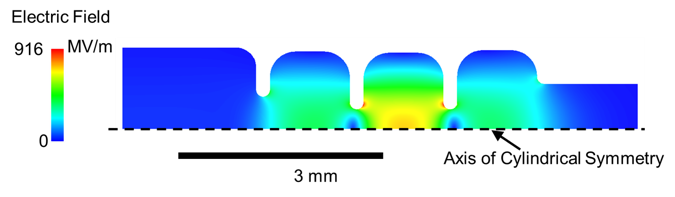 Electric Field
916 MV/m
0
Axis of Cylindrical Symmetry
3 mm